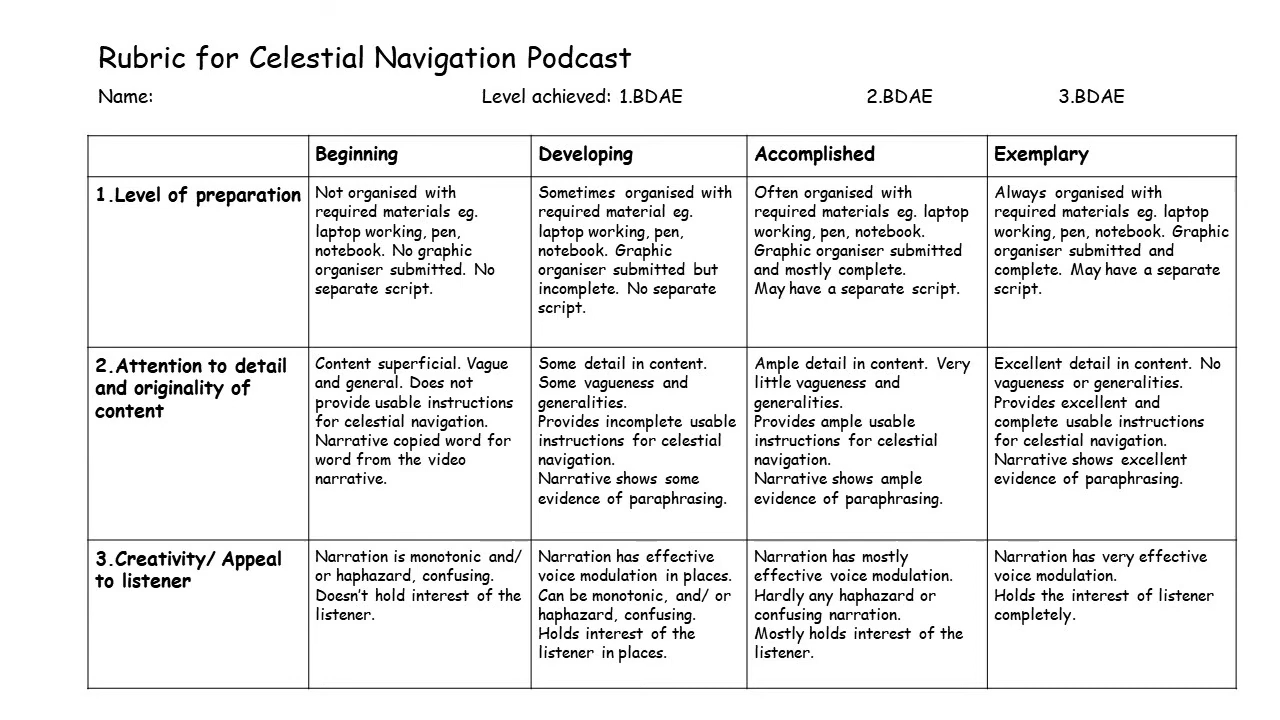 Rubric for Celestial Navigation Podcast
Name: Level achieved: 1.BDAE 2.BDAE 3.BDAE
Beginning Developing Accomplished Exemplary
1.Level of preparation
Not organised with
required materials eg.
laptop working, pen,
notebook. No graphic
organiser submitted. No
separate script.
Sometimes organised with
required material eg.
laptop working, pen,
notebook. Graphic
organiser submitted but
incomplete. No separate
script.
Often organised with
required materials eg. laptop
working, pen, notebook.
Graphic organiser submitted
and mostly complete.
May have a separate script.
Always organised with
required materials eg. laptop
working, pen, notebook. Graphic
organiser submitted and
complete. May have a separate
script.
2.Attention to detail
and originality of
content
Content superficial. Vague
and general. Does not
provide usable instructions
for celestial navigation.
Narrative copied word for
word from the video
narrative.
Some detail in content.
Some vagueness and
generalities.
Provides incomplete usable
instructions for celestial
navigation.
Narrative shows some
evidence of paraphrasing.
Ample detail in content. Very
little vagueness and
generalities.
Provides ample usable
instructions for celestial
navigation.
Narrative shows ample
evidence of paraphrasing.
Excellent detail in content. No
vagueness or generalities.
Provides excellent and
complete usable instructions
for celestial navigation.
Narrative shows excellent
evidence of paraphrasing.
3.Creativity/ Appeal
to listener
Narration is monotonic and/
or haphazard, confusing.
Doesn't hold interest of the
listener.
Narration has effective
voice modulation in places.
Can be monotonic, and/ or
haphazard, confusing.
Holds interest of the
listener in places.
Narration has mostly
effective voice modulation.
Hardly any haphazard or
confusing narration.
Mostly holds interest of the
listener.
Narration has very effective
voice modulation.
Holds the interest of listener
completely.